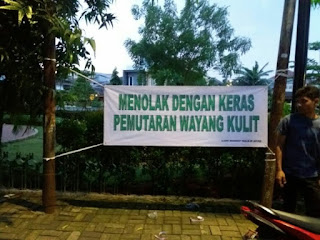 MENOLAK DENGAN KERAS
PEMUTARAN WAYANG KULIT